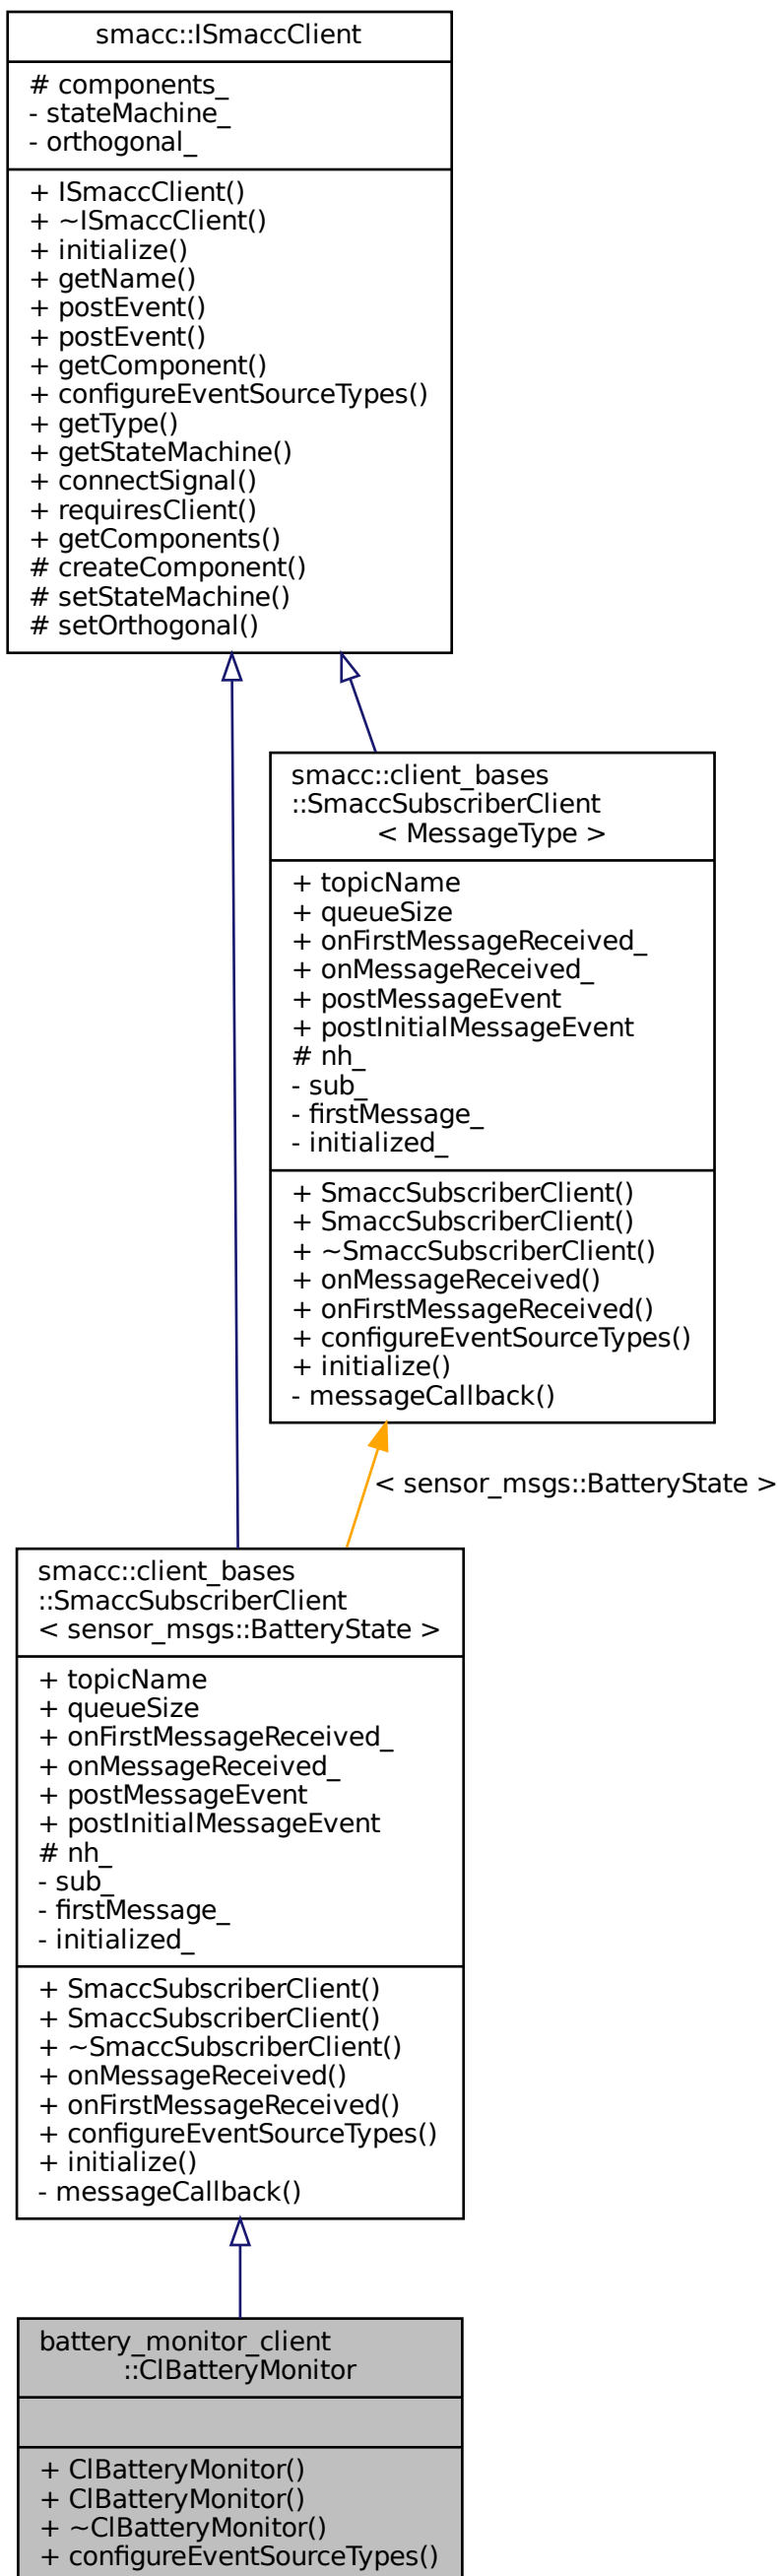 smacc::ISmaccClient
# components_
- stateMachine_
- orthogonal_
+ ISmaccClient()
+ ~ISmaccClient()
+ initialize()
+ getName()
+ postEvent()
+ postEvent()
+ getComponent()
+ configureEventSourceTypes()
+ getType()
+ getStateMachine()
+ connectSignal()
+ requiresClient()
+ getComponents()
# createComponent()
# setStateMachine()
# setOrthogonal()
smacc::client_bases
::SmaccSubscriberClient
< MessageType >
+ topicName
+ queueSize
+ onFirstMessageReceived_
+ onMessageReceived_
+ postMessageEvent
+ postInitialMessageEvent
# nh_
- sub_
- firstMessage_
- initialized_
+ SmaccSubscriberClient()
+ SmaccSubscriberClient()
+ ~SmaccSubscriberClient()
+ onMessageReceived()
+ onFirstMessageReceived()
+ configureEventSourceTypes()
+ initialize()
- messageCallback()
< sensor_msgs::BatteryState >
smacc::client_bases
::SmaccSubscriberClient
< sensor_msgs::BatteryState >
+ topicName
+ queueSize
+ onFirstMessageReceived_
+ onMessageReceived_
+ postMessageEvent
+ postInitialMessageEvent
# nh_
- sub_
- firstMessage_
- initialized_
+ SmaccSubscriberClient()
+ SmaccSubscriberClient()
+ ~SmaccSubscriberClient()
+ onMessageReceived()
+ onFirstMessageReceived()
+ configureEventSourceTypes()
+ initialize()
- messageCallback()
battery_monitor_client
::ClBatteryMonitor
+ ClBatteryMonitor()
+ ClBatteryMonitor()
+ ~ClBatteryMonitor()
+ configureEventSourceTypes()